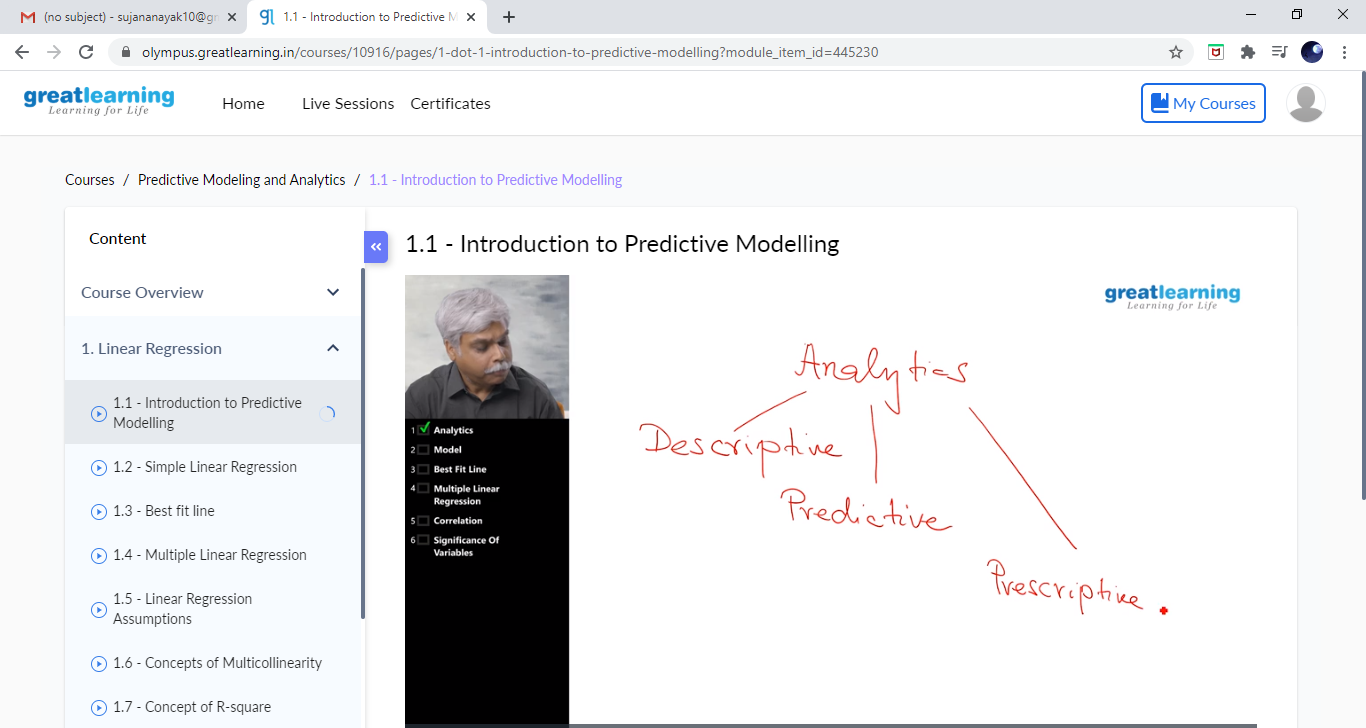 (no subject) - sujananayak10@gr
1.1 - Introduction to Predictive M
olympus.greatlearning.in/courses/10916/pages/1-dot-1-introduction-to-predictive-modelling?module_item_id=445230
greatlearning
Learning for Life
Home
Live Sessions
Certificates
My Courses
Courses / Predictive Modeling and Analytics / 1.1 - Introduction to Predictive Modelling
Content
Course Overview
1. Linear Regression
1.1 - Introduction to Predictive
Modelling
1.2 - Simple Linear Regression
1.3 - Best fit line
1.4 - Multiple Linear Regression
1.5 - Linear Regression
Assumptions
1.6 - Concepts of Multicollinearity
1.7 - Concept of R-square
1.1 - Introduction to Predictive Modelling
1 Analytics
2 Model
3 Best Fit Line
4 Multiple Linear
Regression
5 Correlation
6 Significance Of
Variables
greatlearning
Learning for Life
Analytics
Descriptive
Predictive
Prescriptive